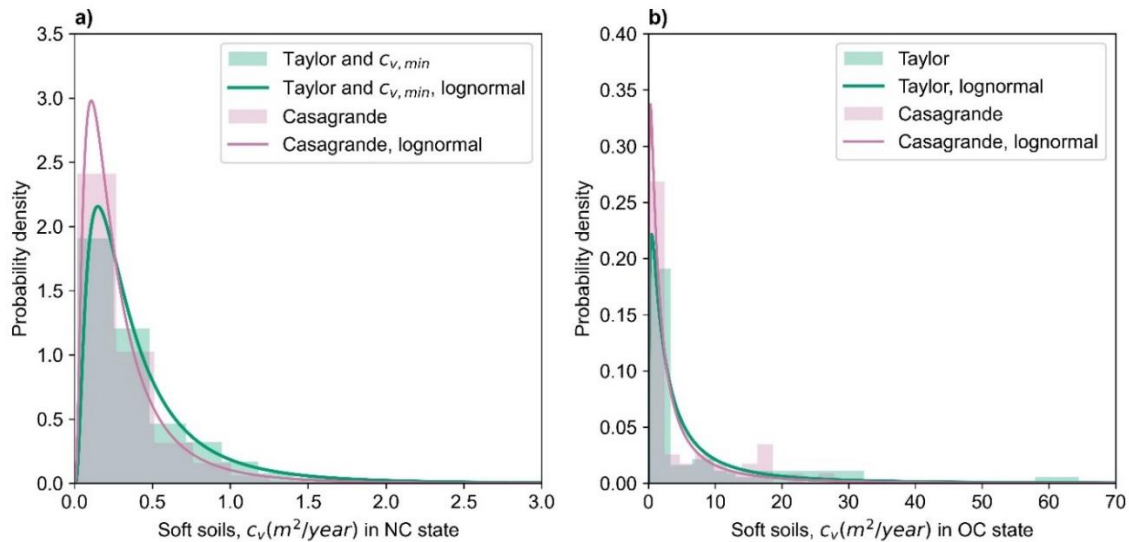 a)
Probability density
3.5
3.0
2.5
2.0
1.5
1.0
0.5
0.0
Taylor and c_{v,min}
Taylor and c_{v,min}, lognormal
Casagrande
Casagrande, lognormal
0.0 0.5 1.0 1.5 2.0 2.5 3.0
Soft soils, c_v(m²/year) in NC state
b)
Probability density
0.40
0.35
0.30
0.25
0.20
0.15
0.10
0.05
0.00
Taylor
Taylor, lognormal
Casagrande
Casagrande, lognormal
0 10 20 30 40 50 60 70
Soft soils, c_v(m²/year) in OC state